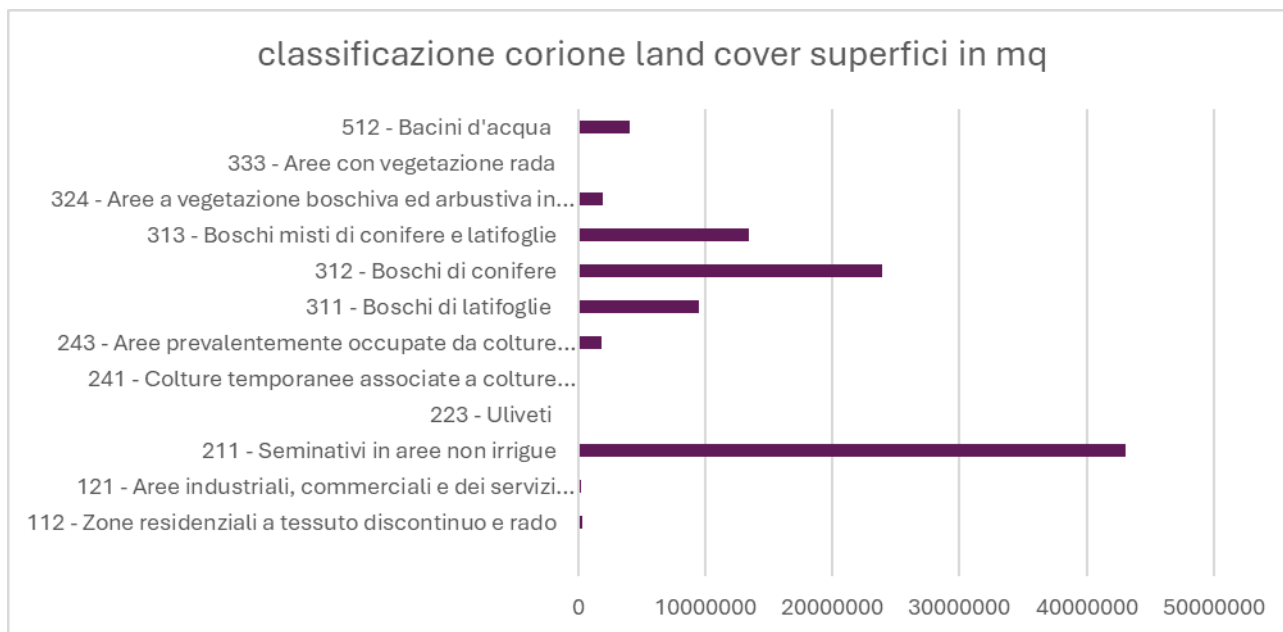 classificazione corione land cover superfici in mq
512 - Bacini d'acqua
333 - Aree con vegetazione rada
324 - Aree a vegetazione boschiva ed arbustiva in...
313 - Boschi misti di conifere e latifoglie
312 - Boschi di conifere
311 - Boschi di latifoglie
243 - Aree prevalentemente occupate da colture...
241 - Colture temporanee associate a colture...
223 - Uliveti
211 - Seminativi in aree non irrigue
121 - Aree industriali, commerciali e dei servizi...
112 - Zone residenziali a tessuto discontinuo e rado
0 10000000 20000000 30000000 40000000 50000000